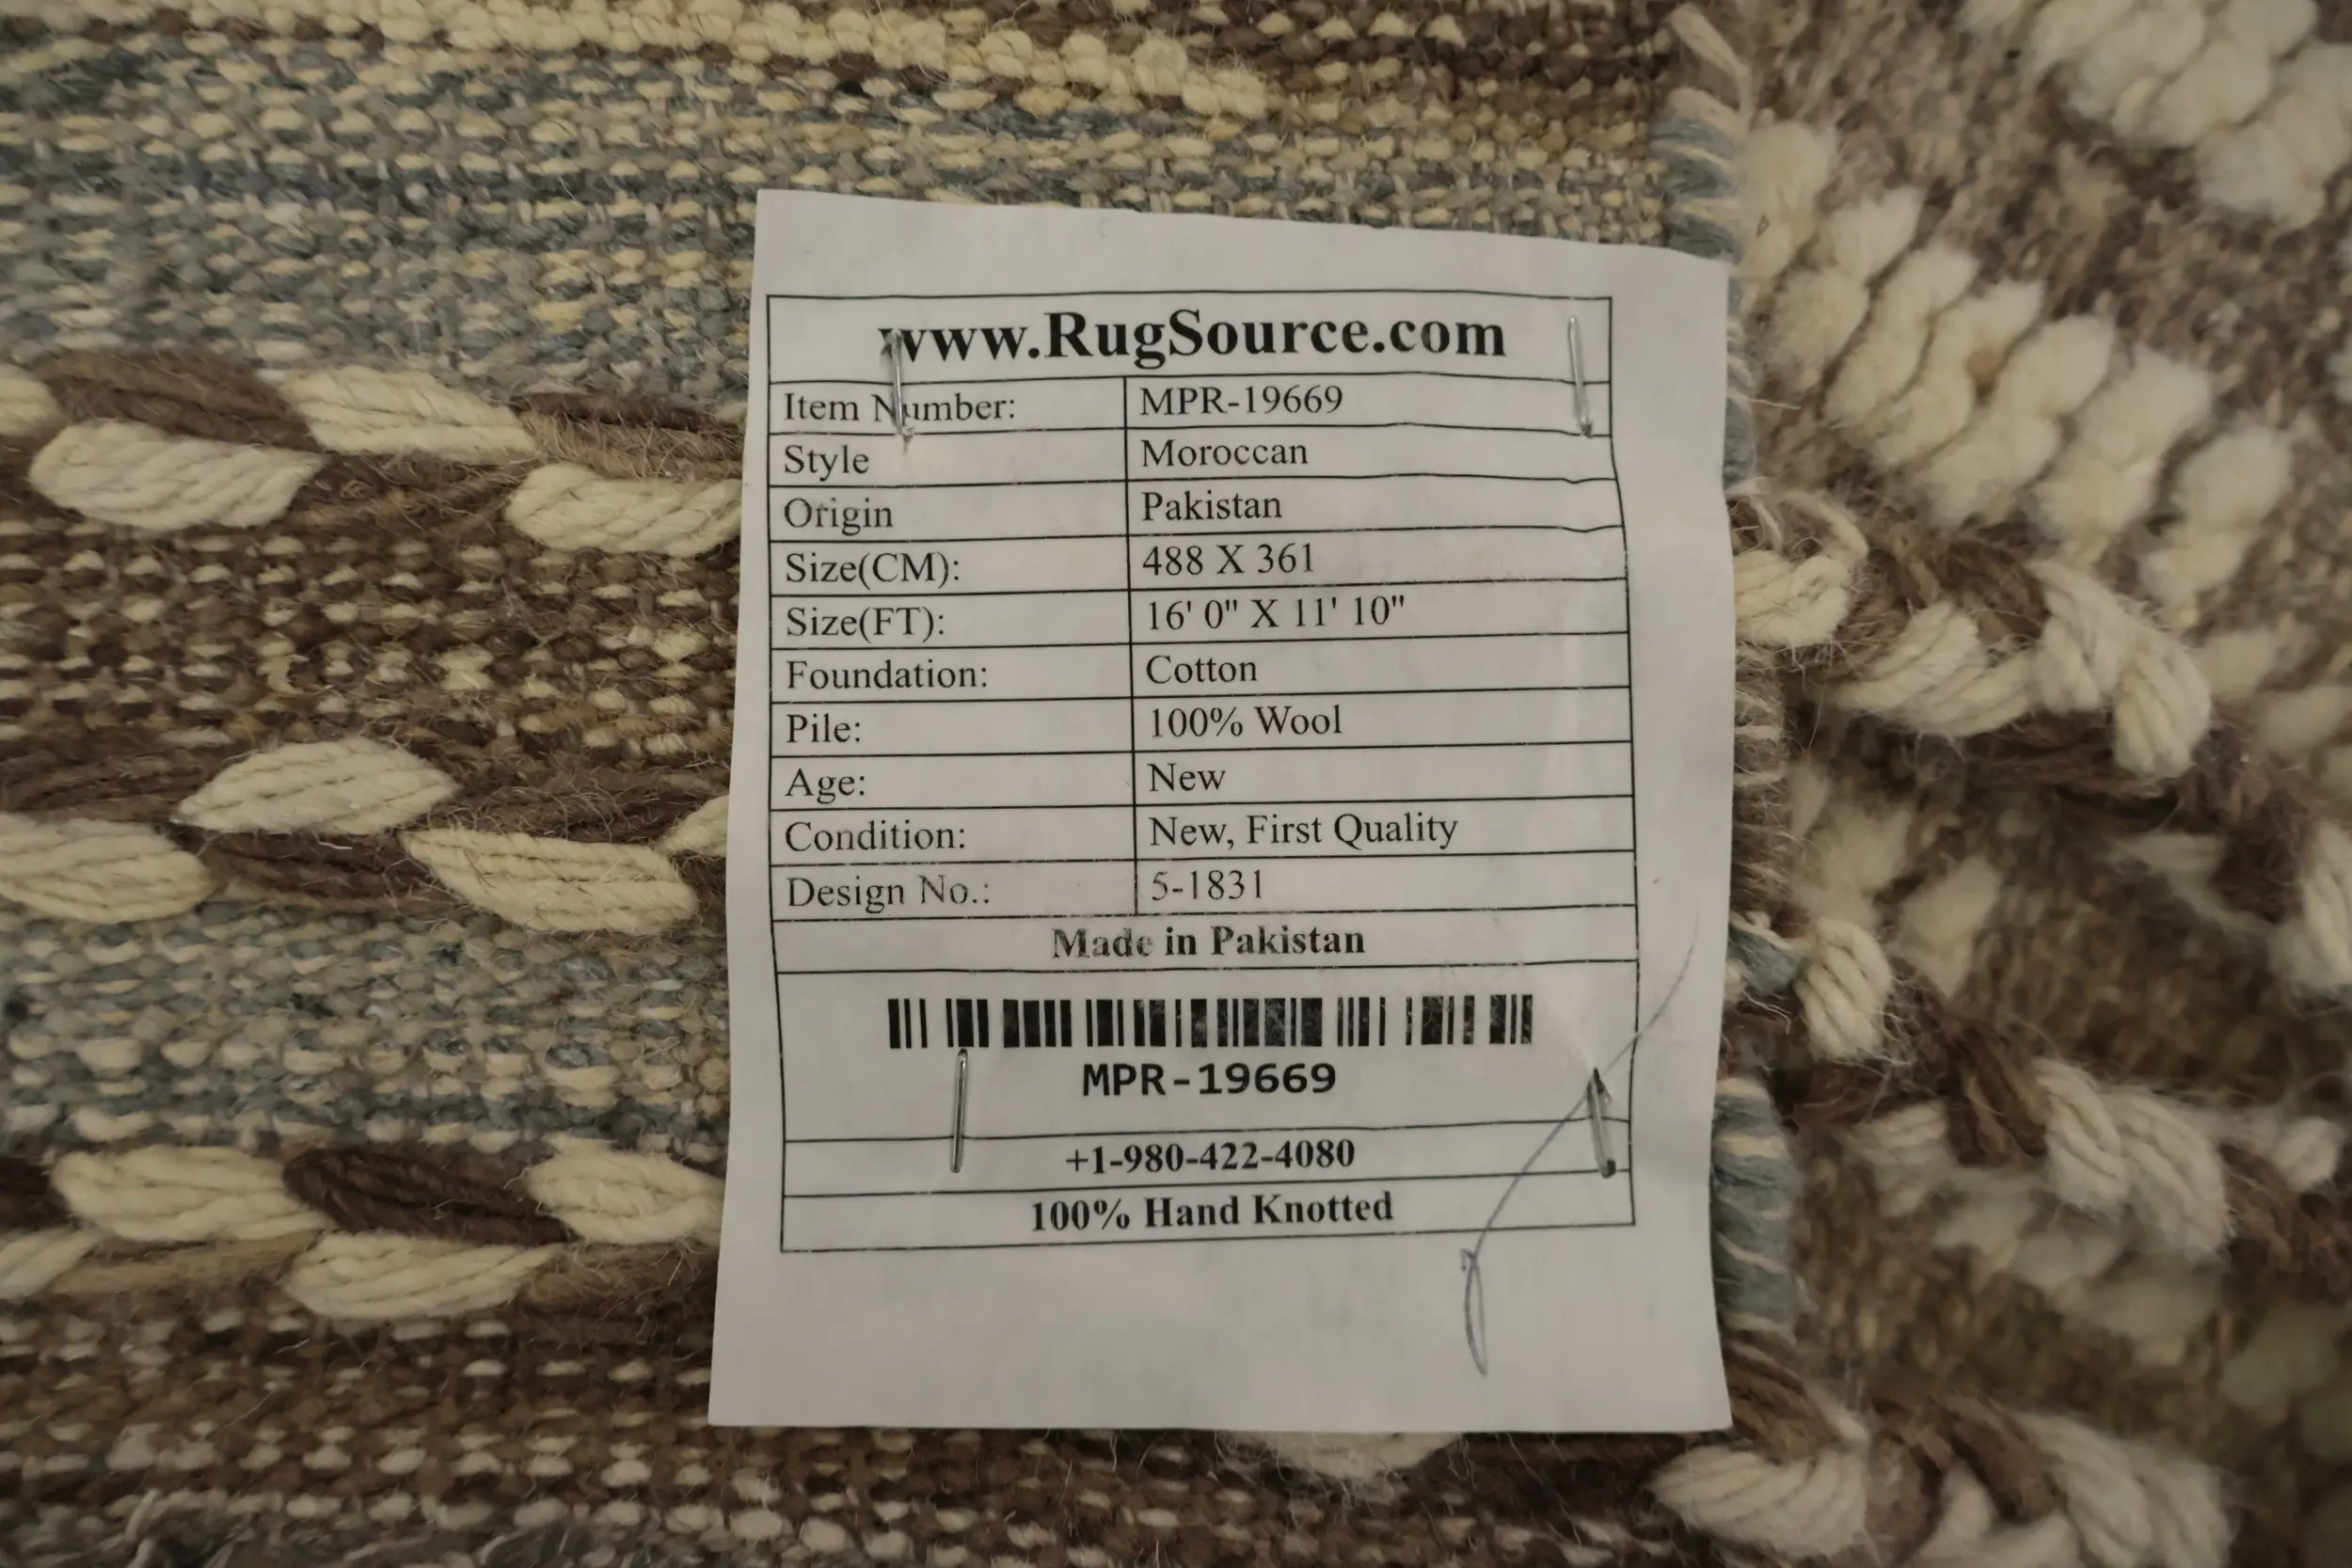 www.RugSource.com
Item Number: MPR-19669
Style Moroccan
Origin Pakistan
Size(CM): 488 X 361
Size(FT): 16' 0" X 11' 10"
Foundation: Cotton
Pile: 100% Wool
Age: New
Condition: New, First Quality
Design No.: 5-1831
Made in Pakistan
MPR-19669
+1-980-422-4080
100% Hand Knotted